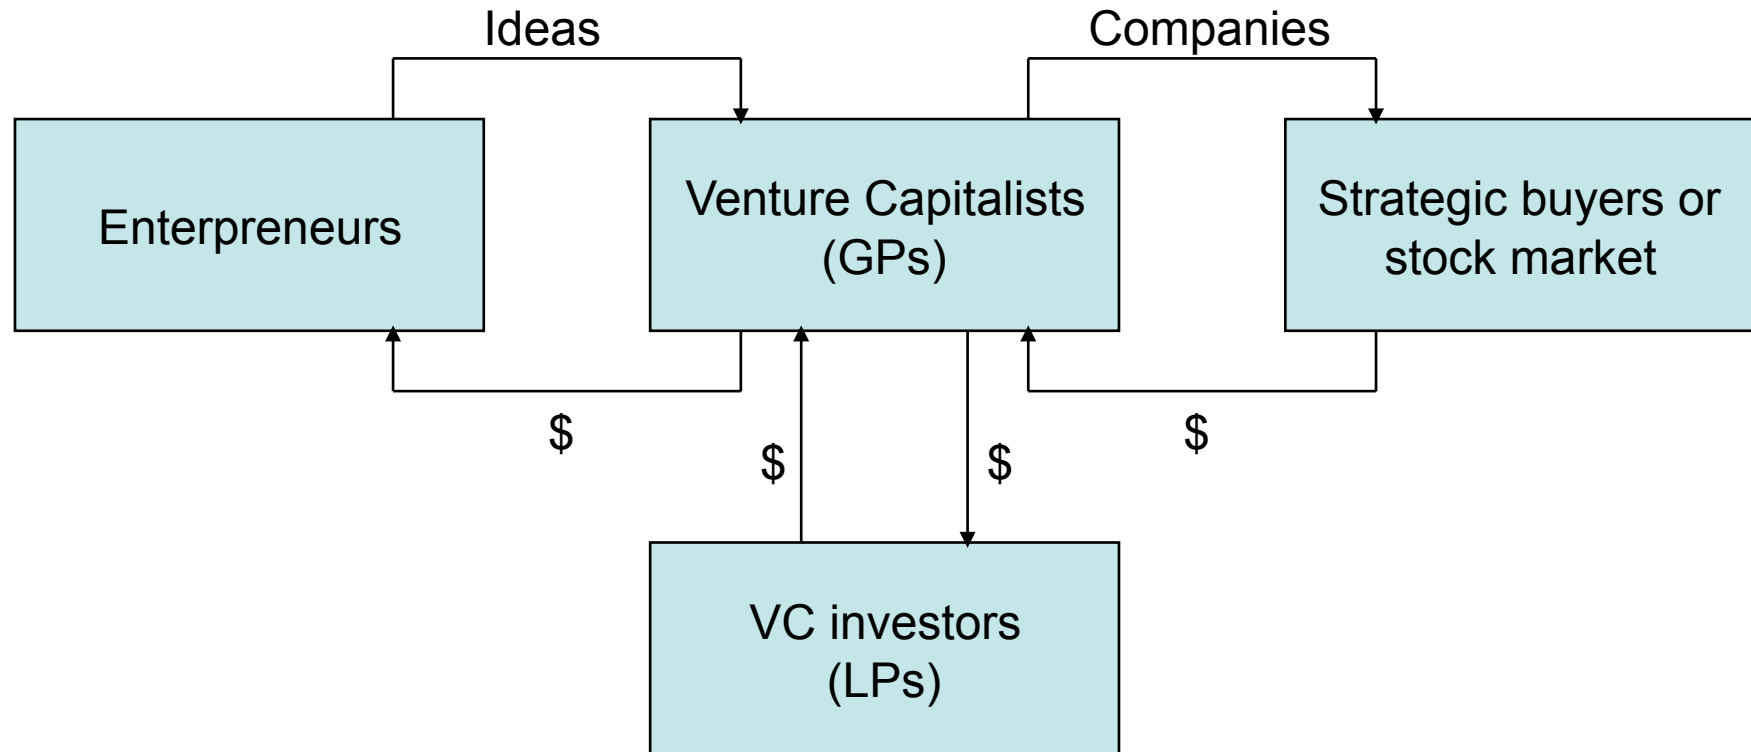 Ideas
Companies
Enterpreneurs
Venture Capitalists
(GPs)
Strategic buyers or
stock market
$
$
$
$
VC investors
(LPs)